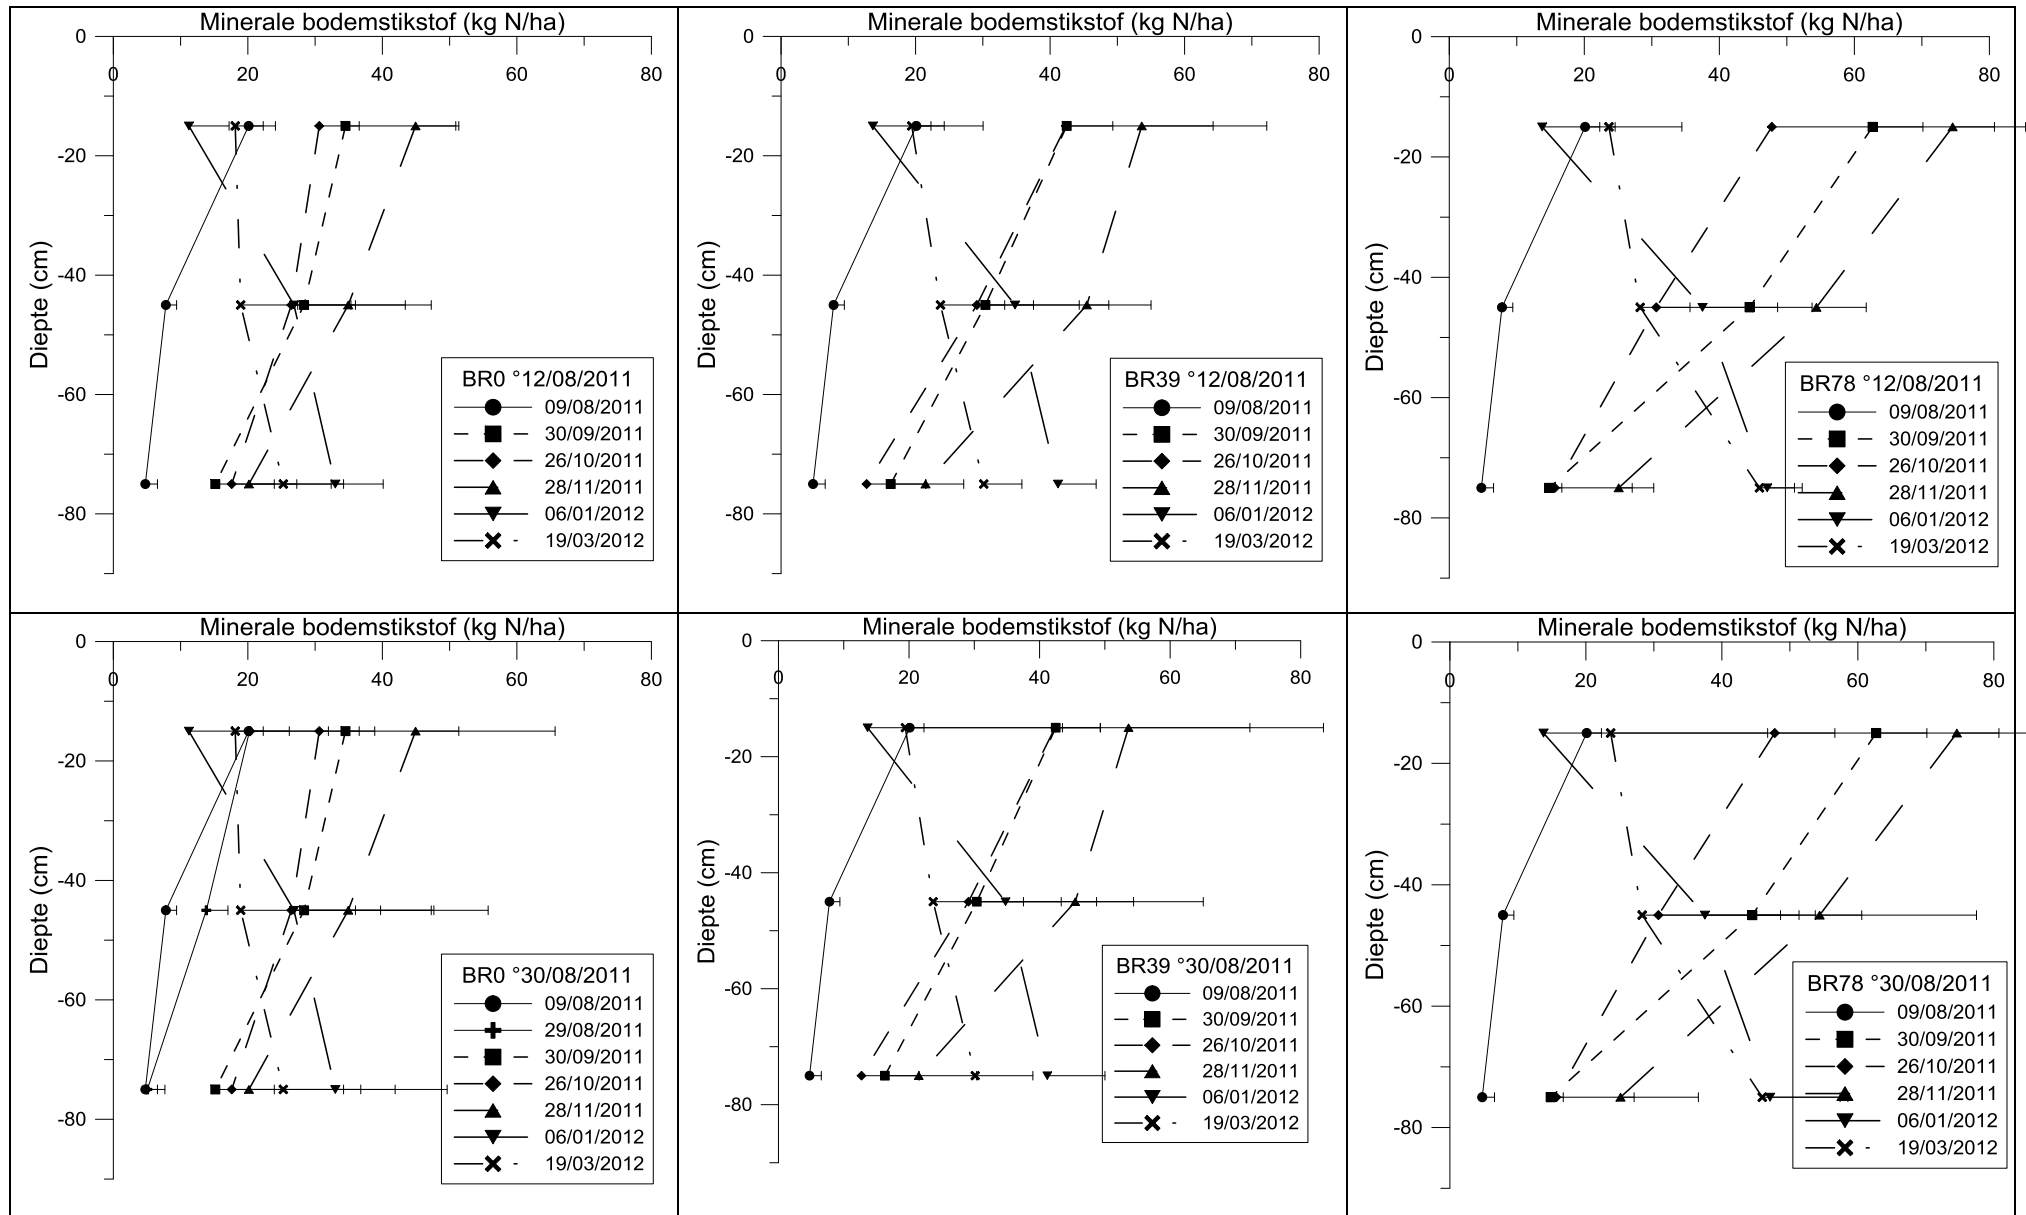 Minerale bodemstikstof (kg N/ha)
0 20 40 60 80
0
-20
-40
-60
-80
Diepte (cm)
BR0 °12/08/2011
09/08/2011
30/09/2011
26/10/2011
28/11/2011
06/01/2012
19/03/2012
Minerale bodemstikstof (kg N/ha)
0 20 40 60 80
0
-20
-40
-60
-80
Diepte (cm)
BR39 °12/08/2011
09/08/2011
30/09/2011
26/10/2011
28/11/2011
06/01/2012
19/03/2012
Minerale bodemstikstof (kg N/ha)
0 20 40 60 80
0
-20
-40
-60
-80
Diepte (cm)
BR78 °12/08/2011
09/08/2011
30/09/2011
26/10/2011
28/11/2011
06/01/2012
19/03/2012
Minerale bodemstikstof (kg N/ha)
0 20 40 60 80
0
-20
-40
-60
-80
Diepte (cm)
BR0 °30/08/2011
09/08/2011
29/08/2011
30/09/2011
26/10/2011
28/11/2011
06/01/2012
19/03/2012
Minerale bodemstikstof (kg N/ha)
0 20 40 60 80
0
-20
-40
-60
-80
Diepte (cm)
BR39 °30/08/2011
09/08/2011
30/09/2011
26/10/2011
28/11/2011
06/01/2012
19/03/2012
Minerale bodemstikstof (kg N/ha)
0 20 40 60 80
0
-20
-40
-60
-80
Diepte (cm)
BR78 °30/08/2011
09/08/2011
30/09/2011
26/10/2011
28/11/2011
06/01/2012
19/03/2012